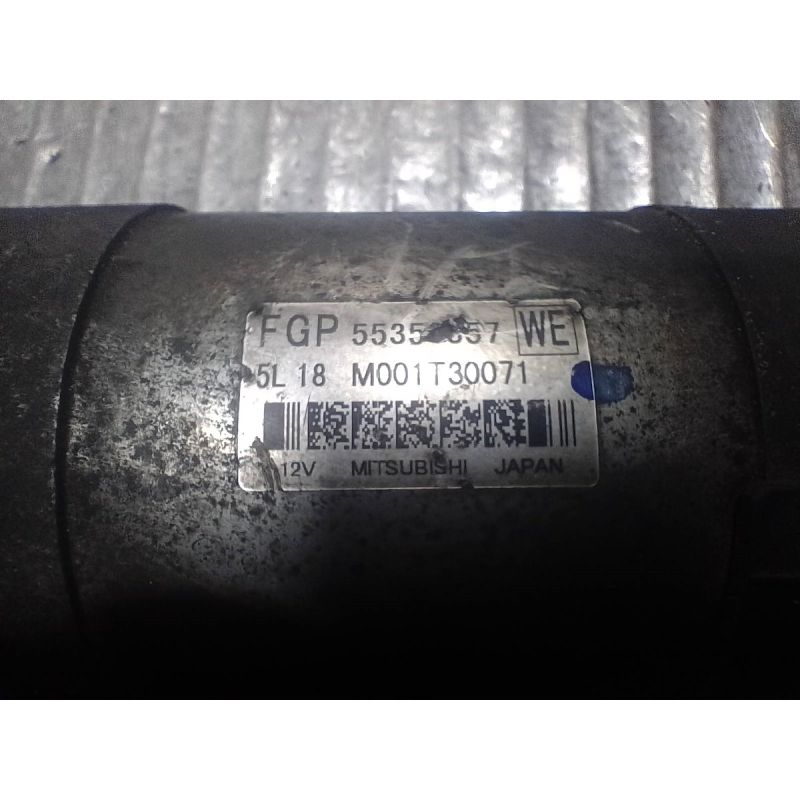 FGP WE
5L 18 M001T30071
12V MITSUBISHI JAPAN